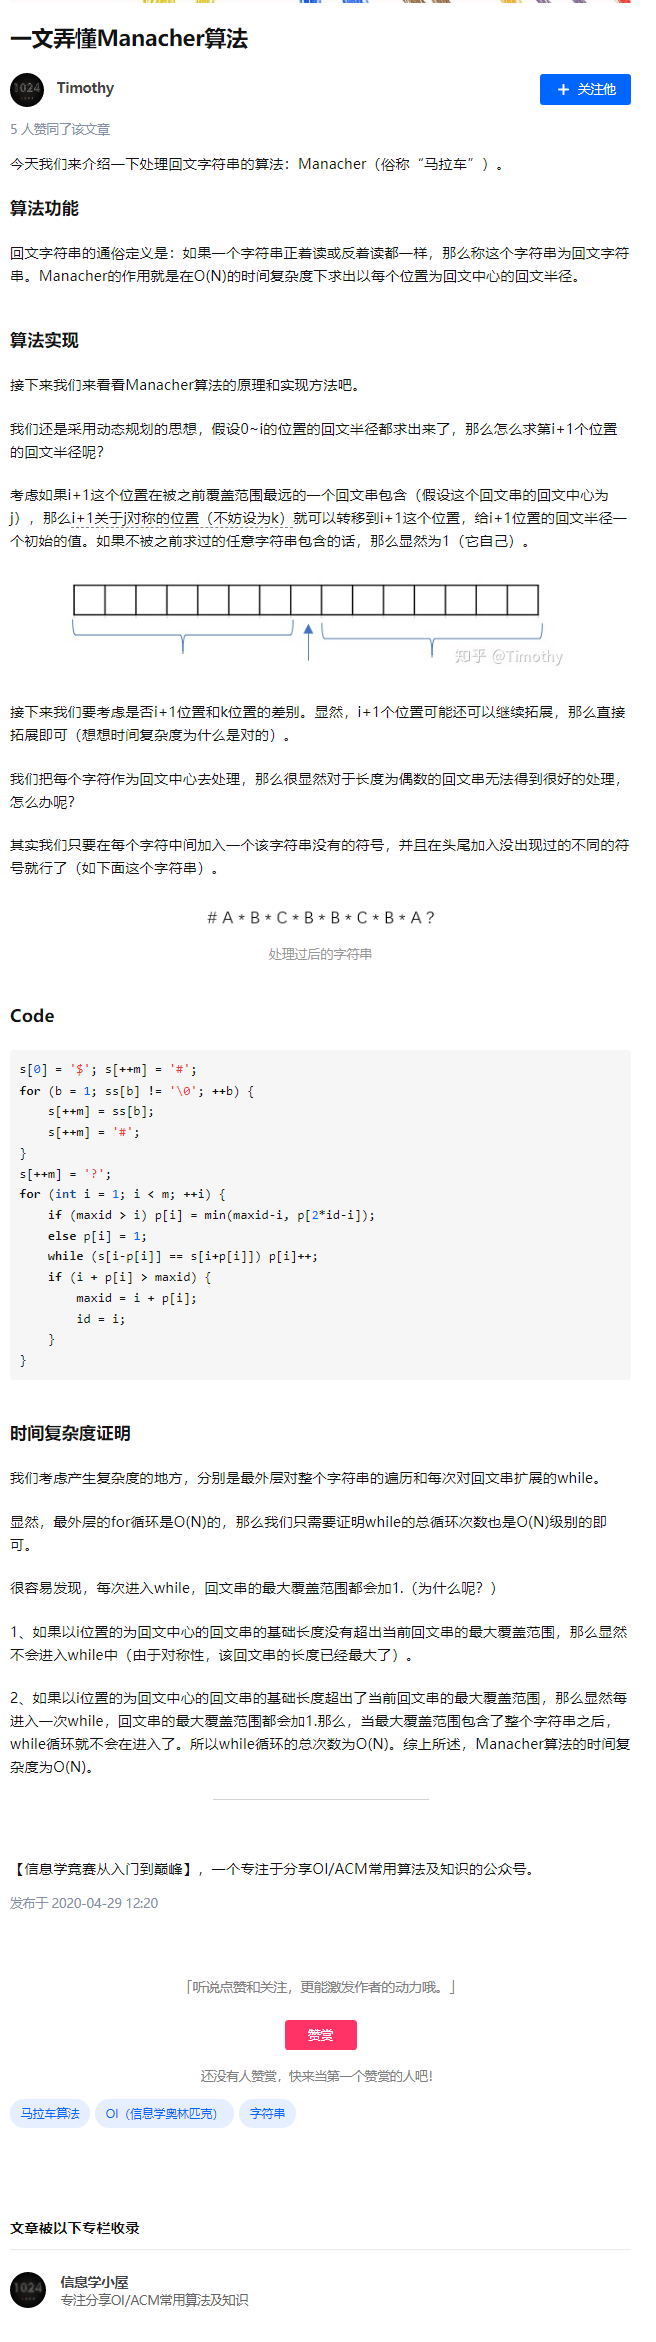 一文弄懂Manacher算法
1024
Timothy
+ 关注他
5 人赞同了该文章
今天我们来介绍一下处理回文字符串的算法：Manacher（俗称“马拉车”）。
算法功能
回文字符串的通俗定义是：如果一个字符串正着读或反着读都一样，那么称这个字符串为回文字符
串。Manacher的作用就是在O(N)的时间复杂度下求出以每个位置为回文中心的回文半径。
算法实现
接下来我们来看看Manacher算法的原理和实现方法吧。
我们还是采用动态规划的思想，假设0~i的位置的回文半径都求出来了，那么怎么求第i+1个位置
的回文半径呢？
考虑如果i+1这个位置在被之前覆盖范围最远的一个回文串包含（假设这个回文串的回文中心为
j），那么i+1关于j对称的位置（不妨设为k）就可以转移到i+1这个位置，给i+1位置的回文半径一
个初始的值。如果不被之前求过的任意字符串包含的话，那么显然为1（它自己）。
知乎 @Timothy
接下来我们要考虑是否i+1位置和k位置的差别。显然，i+1个位置可能还可以继续拓展，那么直接
拓展即可（想想时间复杂度为什么是对的）。
我们把每个字符作为回文中心去处理，那么很显然对于长度为偶数的回文串无法得到很好的处理，
怎么办呢？
其实我们只要在每个字符中间加入一个该字符串没有的符号，并且在头尾加入没出现过的不同的符
号就行了（如下面这个字符串）。
# A * B * C * B * B * C * B * A ?
处理过后的字符串
Code
s[0] = '$'; s[++m] = '#';
for (b = 1; ss[b] != '\0'; ++b) {
    s[++m] = ss[b];
    s[++m] = '#';
}
s[++m] = '?';
for (int i = 1; i < m; ++i) {
    if (maxid > i) p[i] = min(maxid-i, p[2*id-i]);
    else p[i] = 1;
    while (s[i-p[i]] == s[i+p[i]]) p[i]++;
    if (i + p[i] > maxid) {
        maxid = i + p[i];
        id = i;
    }
}
时间复杂度证明
我们考虑产生复杂度的地方，分别是最外层对整个字符串的遍历和每次对回文串扩展的while。
显然，最外层的for循环是O(N)的，那么我们只需要证明while的总循环次数也是O(N)级别的即
可。
很容易发现，每次进入while，回文串的最大覆盖范围都会加1.（为什么呢？）
1、如果以i位置的为回文中心的回文串的基础长度没有超出当前回文串的最大覆盖范围，那么显然
不会进入while中（由于对称性，该回文串的长度已经最大了）。
2、如果以i位置的为回文中心的回文串的基础长度超出了当前回文串的最大覆盖范围，那么显然每
进入一次while，回文串的最大覆盖范围都会加1.那么，当最大覆盖范围包含了整个字符串之后，
while循环就不会在进入了。所以while循环的总次数为O(N)。综上所述，Manacher算法的时间复
杂度为O(N)。
【信息学竞赛从入门到巅峰】，一个专注于分享OI/ACM常用算法及知识的公众号。
发布于 2020-04-29 12:20
「听说点赞和关注，更能激发作者的动力哦。」
赞赏
还没有人赞赏，快来当第一个赞赏的人吧！
马拉车算法 OI（信息学奥林匹克） 字符串
文章被以下专栏收录
1024
信息学小屋
专注分享OI/ACM常用算法及知识